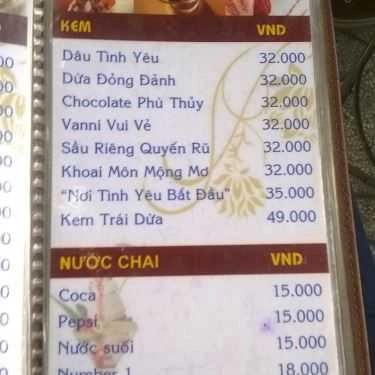 KEM VND
Dâu Tình Yêu 32.000
Dừa Đỏng Đảnh 32.000
Chocolate Phù Thủy 32.000
Vanni Vui Vẻ 32.000
Sầu Riêng Quyến Rũ 32.000
Khoai Môn Mộng Mơ 32.000
“Nơi Tình Yêu Bắt Đầu” 35.000
Kem Trái Dừa 49.000
NƯỚC CHAI VND
Coca 15.000
Pepsi 15.000
Nước suối 15.000
Number 1 18.000